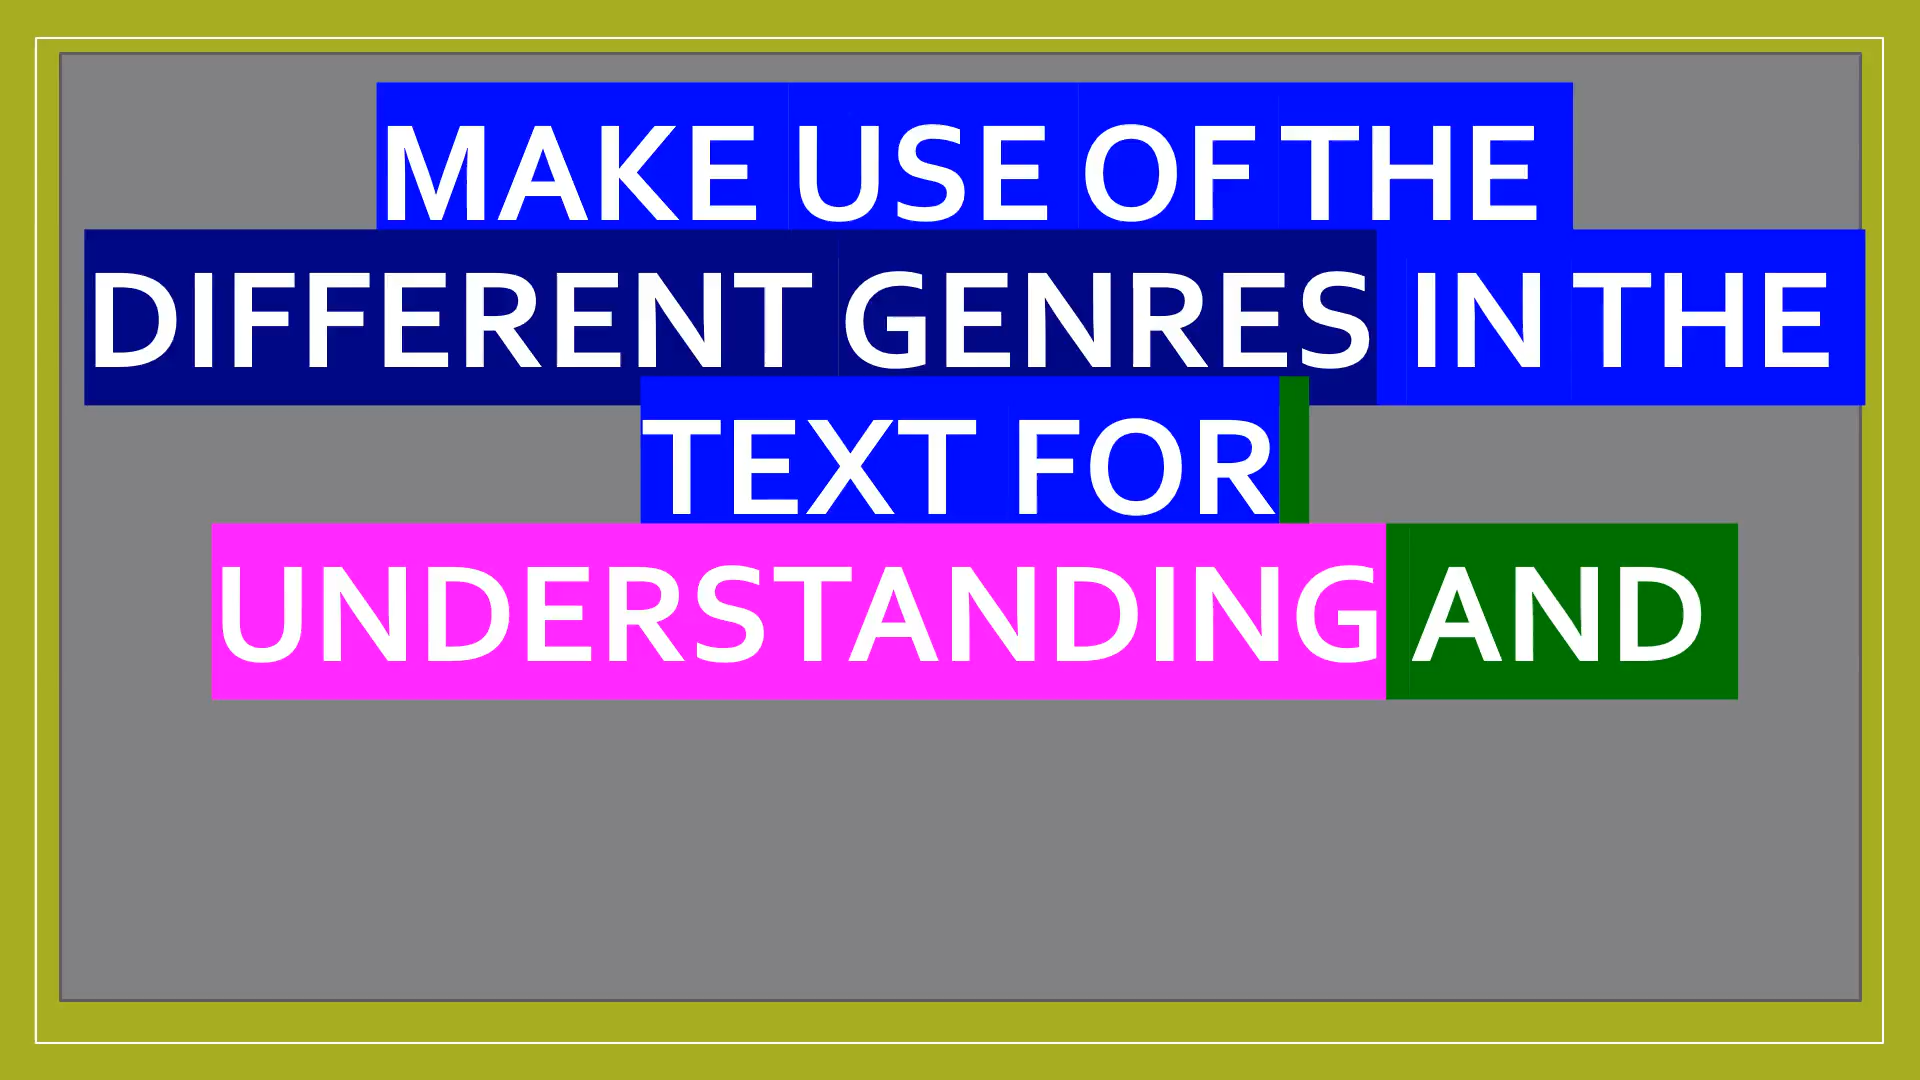 MAKE USE OF THE
DIFFERENT GENRES IN THE
TEXT FOR
UNDERSTANDING AND